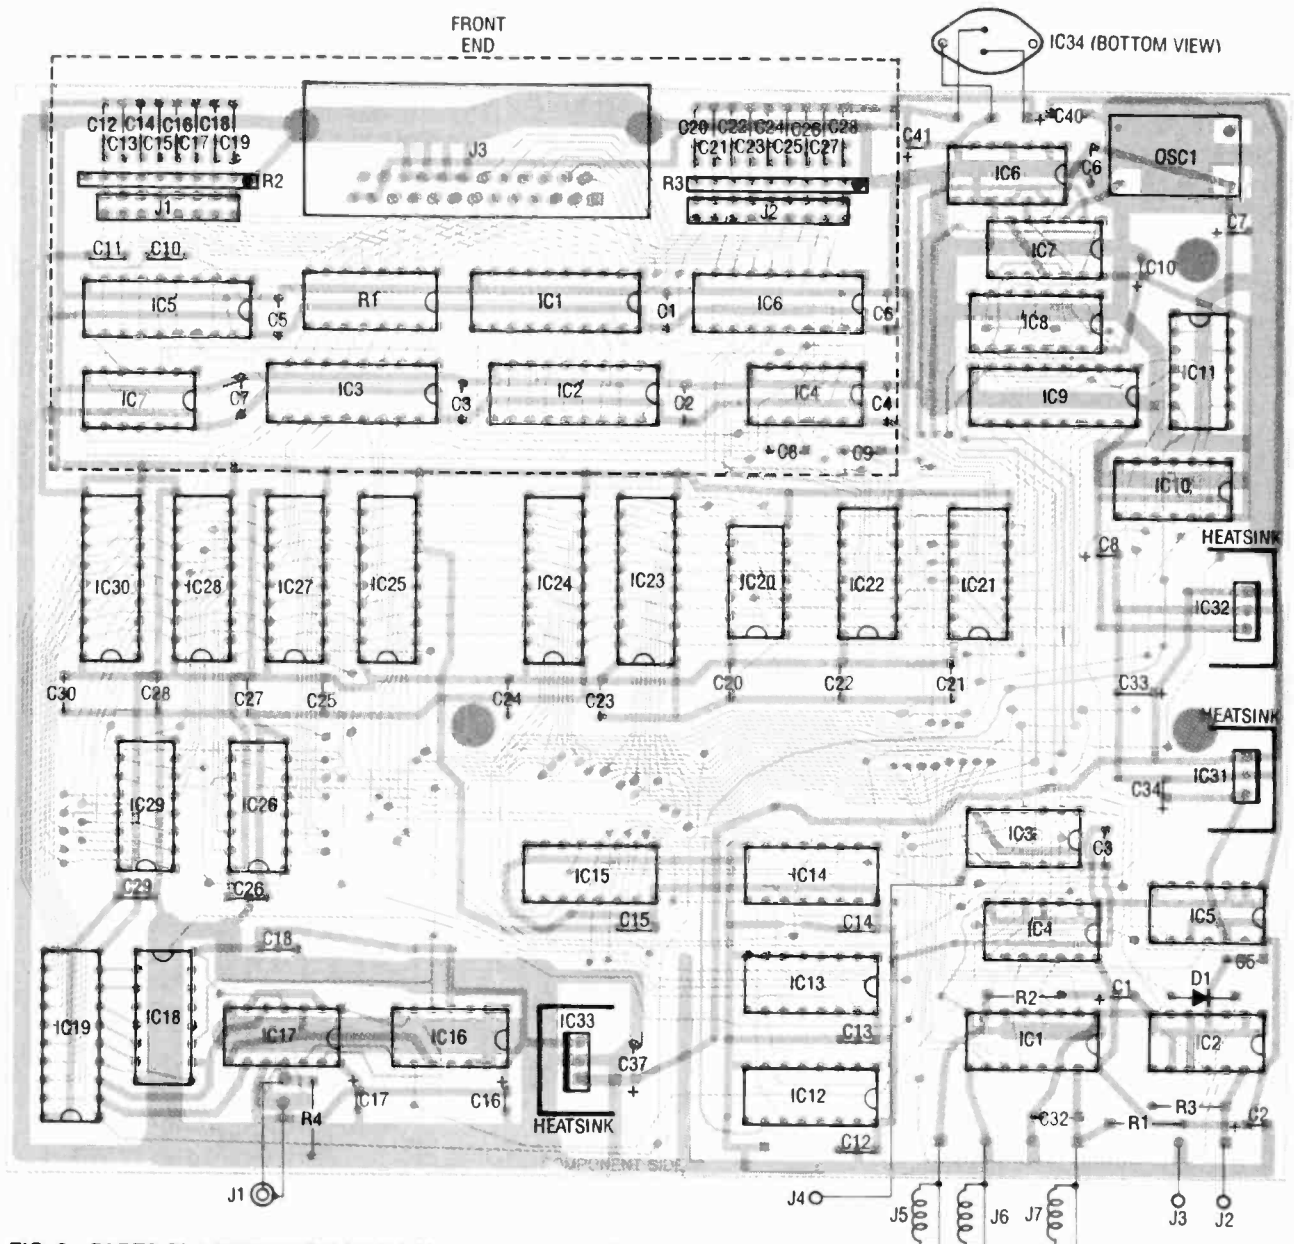 FRONT
END
IC34 (BOTTOM VIEW)
C12 C14 C16 C18
C13 C15 C17 C19
R2
J1
J3
C20 C22 C24 C26 C28
C21 C23 C25 C27
R3
J2
C41
C40
IC6
C6
OSC1
C7
C11 C10
IC7
C10
IC5
C5
R1
IC1
C1
IC6
C6
IC8
IC11
IC7
C7
IC3
C3
IC2
C2
IC4
C4
IC9
C8 C9
IC10
HEATSINK
C8
IC30
IC28
IC27
IC25
IC24
IC23
IC20
IC22
IC21
IC32
C30
C28
C27
C25
C24
C23
C20
C22
C21
C33
HEATSINK
IC29
IC26
IC31
C34
IC3
C3
IC15
IC14
C29
C26
C15
C14
IC5
IC4
C18
C5
IC13
D1
R2
C1
IC19
IC18
IC17
IC16
IC33
C37
C13
IC1
IC2
C17
C16
R4
HEATSINK
IC12
C32
R1
R3
C2
C12
COMPONENT SIDE
J1
J4
J5
J6
J7
J3
J2